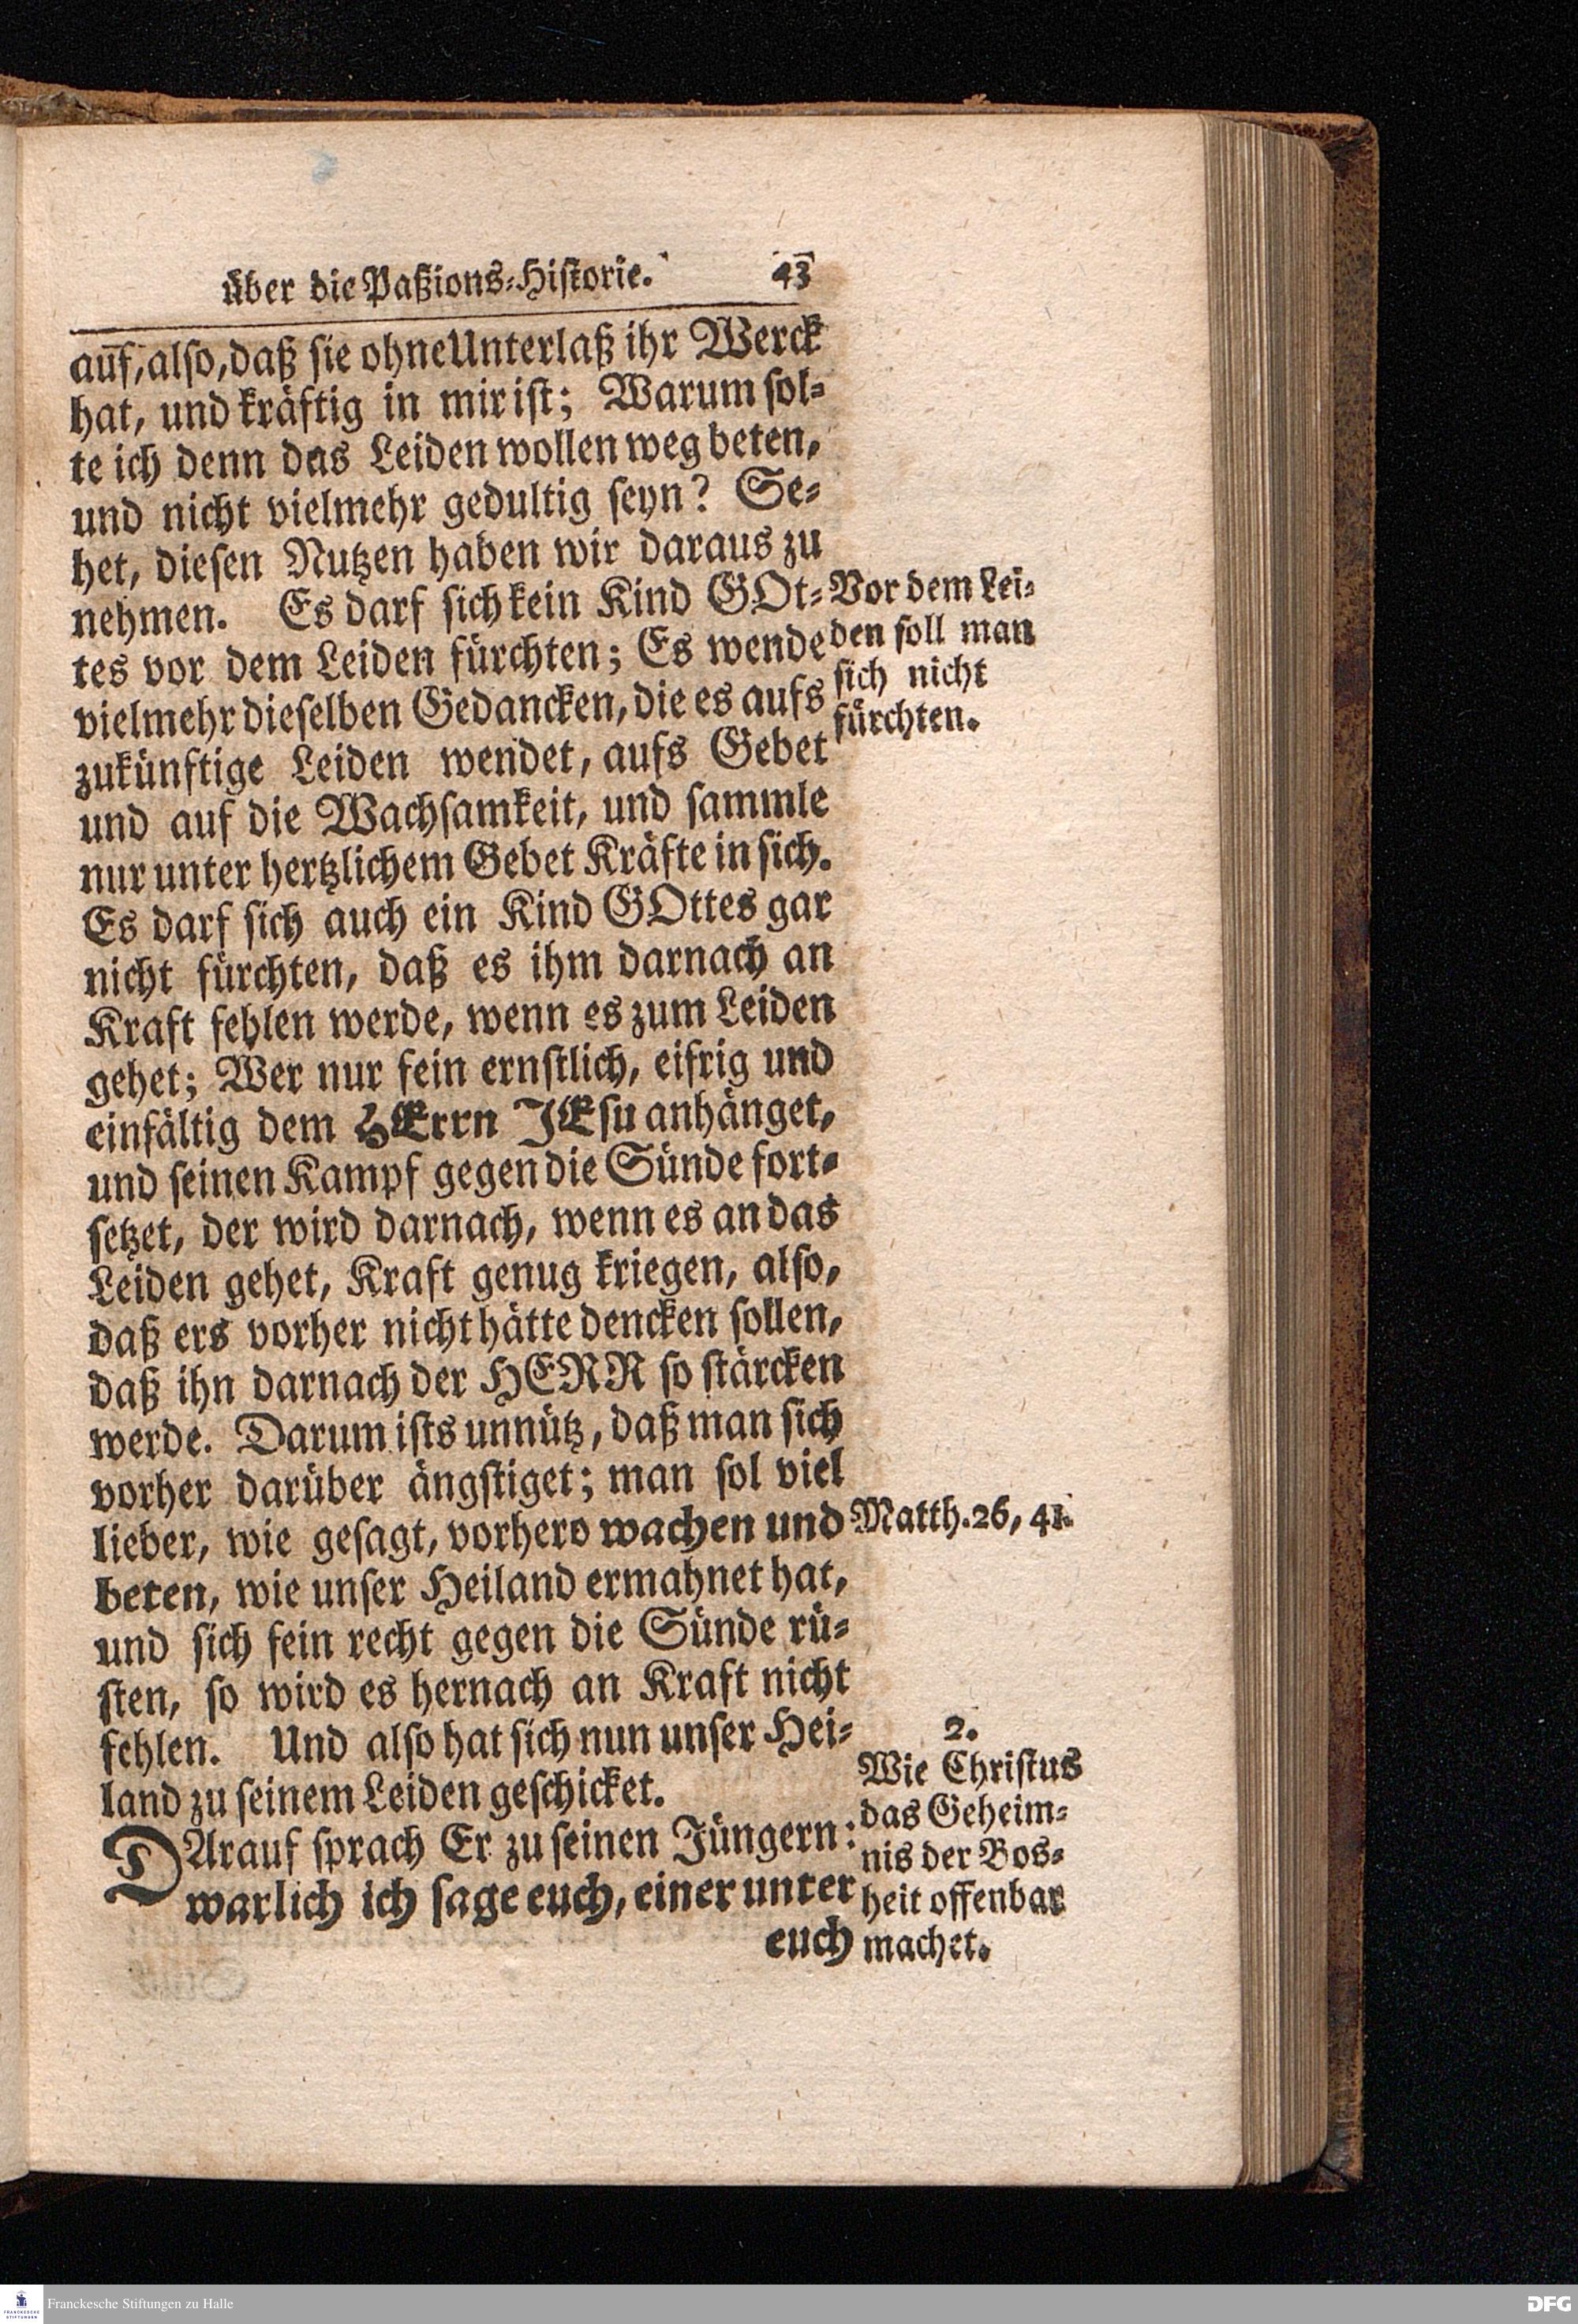 über die Paßions-Historie. 43
auf, also, daß sie ohne Unterlaß ihr Werck
hat, und kräftig in mir ist; Warum sol-
te ich denn das Leiden wollen weg beten,
und nicht vielmehr gedultig seyn? Se-
het, diesen Nutzen haben wir daraus zu
nehmen. Es darf sich kein Kind GOt-
tes vor dem Leiden fürchten; Es wende
vielmehr dieselben Gedancken, die es aufs
zukünftige Leiden wendet, aufs Gebet
und auf die Wachsamkeit, und sammle
nur unter hertzlichem Gebet Kräfte in sich.
Es darf sich auch ein Kind GOttes gar
nicht fürchten, daß es ihm darnach an
Kraft fehlen werde, wenn es zum Leiden
gehet; Wer nur fein ernstlich, eifrig und
einfältig dem HErrn JEsu anhänget,
und seinen Kampf gegen die Sünde fort-
setzet, der wird darnach, wenn es an das
Leiden gehet, Kraft genug kriegen, also,
daß ers vorher nicht hätte dencken sollen,
daß ihn darnach der HERR so stärcken
werde. Darum ists unnütz, daß man sich
vorher darüber ängstiget; man sol viel
lieber, wie gesagt, vorhero wachen und
beten, wie unser Heiland ermahnet hat,
und sich fein recht gegen die Sünde rü-
sten, so wird es hernach an Kraft nicht
fehlen. Und also hat sich nun unser Hei-
land zu seinem Leiden geschicket.
DArauf sprach Er zu seinen Jüngern:
warlich ich sage euch, einer unter
euch
Vor dem Lei-
den soll man
sich nicht
fürchten.
Matth. 26, 41.
2.
Wie Christus
das Geheim-
nis der Bos-
heit offenbar
machet.
Franckesche Stiftungen zu Halle
DFG
FRANCKESCHE
STIFTUNGEN